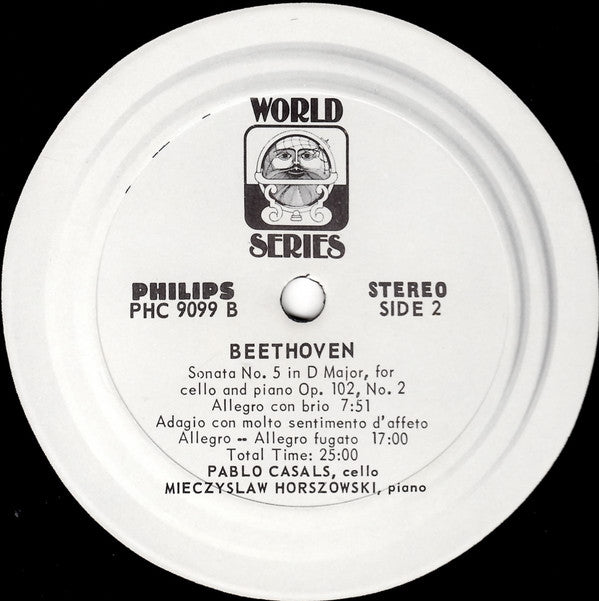 WORLD
SERIES
PHILIPS
PHC 9099 B
STEREO
SIDE 2
BEETHOVEN
Sonata No. 5 in D Major, for
cello and piano Op. 102, No. 2
Allegro con brio 7:51
Adagio con molto sentimento d'affeto
Allegro -- Allegro fugato 17:00
Total Time: 25:00
PABLO CASALS, cello
MIECZYSLAW HORSZOWSKI, piano